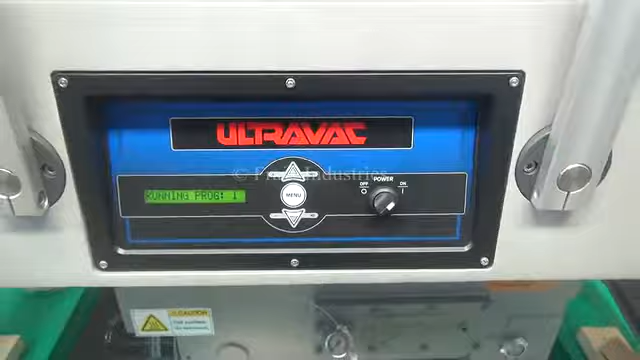 ULTRAVAC
POWER
OFF ON
O I
MENU
RUNNING PROG: 1
CAUTION